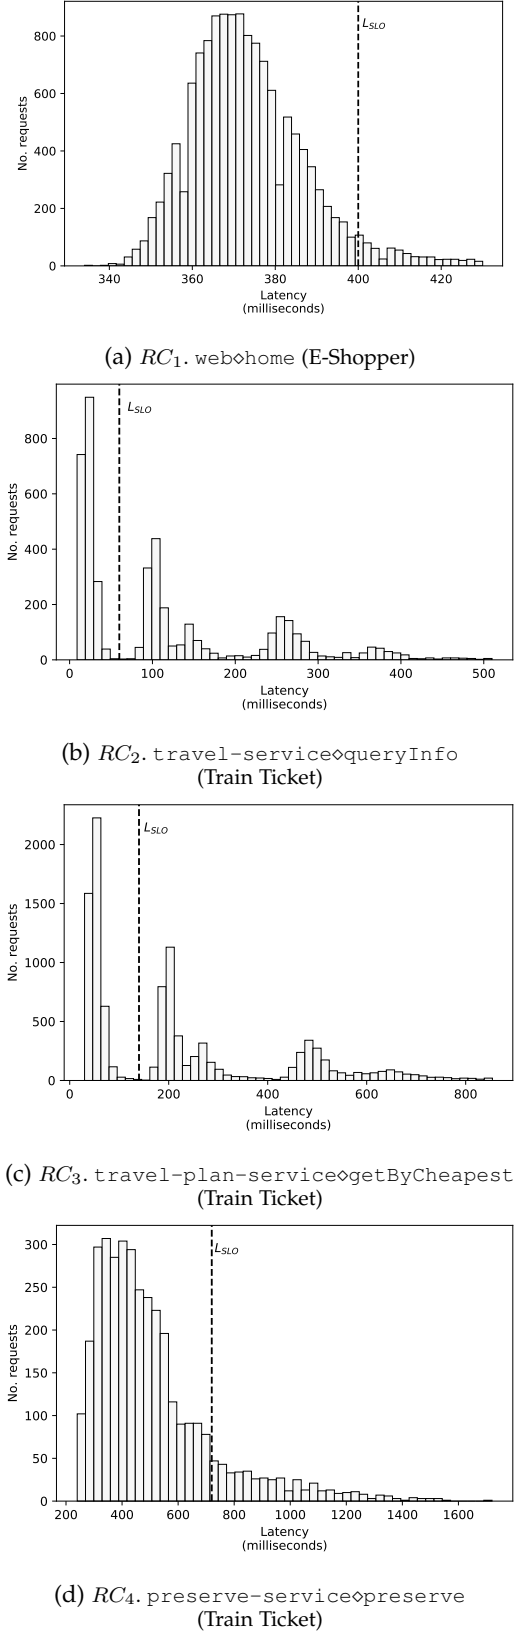 800
600
400
200
0
No. requests
L_SLO
340 360 380 400 420
Latency
(milliseconds)
(a) RC₁. web⋄home (E-Shopper)
800
600
400
200
0
No. requests
L_SLO
0 100 200 300 400 500
Latency
(milliseconds)
(b) RC₂. travel-service⋄queryInfo
(Train Ticket)
2000
1500
1000
500
0
No. requests
L_SLO
0 200 400 600 800
Latency
(milliseconds)
(c) RC₃. travel-plan-service⋄getByCheapest
(Train Ticket)
300
250
200
150
100
50
0
No. requests
L_SLO
200 400 600 800 1000 1200 1400 1600
Latency
(milliseconds)
(d) RC₄. preserve-service⋄preserve
(Train Ticket)